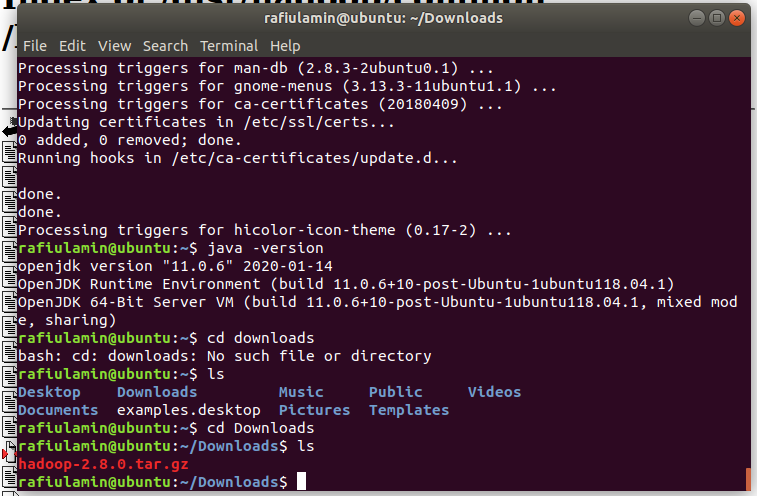 rafiulamin@ubuntu: ~/Downloads
File Edit View Search Terminal Help
Processing triggers for man-db (2.8.3-2ubuntu0.1) ...
Processing triggers for gnome-menus (3.13.3-11ubuntu1.1) ...
Processing triggers for ca-certificates (20180409) ...
Updating certificates in /etc/ssl/certs...
0 added, 0 removed; done.
Running hooks in /etc/ca-certificates/update.d...
done.
done.
Processing triggers for hicolor-icon-theme (0.17-2) ...
rafiulamin@ubuntu:~$ java -version
openjdk version "11.0.6" 2020-01-14
OpenJDK Runtime Environment (build 11.0.6+10-post-Ubuntu-1ubuntu118.04.1)
OpenJDK 64-Bit Server VM (build 11.0.6+10-post-Ubuntu-1ubuntu118.04.1, mixed mod
e, sharing)
rafiulamin@ubuntu:~$ cd downloads
bash: cd: downloads: No such file or directory
rafiulamin@ubuntu:~$ ls
Desktop Downloads Music Public Videos
Documents examples.desktop Pictures Templates
rafiulamin@ubuntu:~$ cd Downloads
rafiulamin@ubuntu:~/Downloads$ ls
hadoop-2.8.0.tar.gz
rafiulamin@ubuntu:~/Downloads$